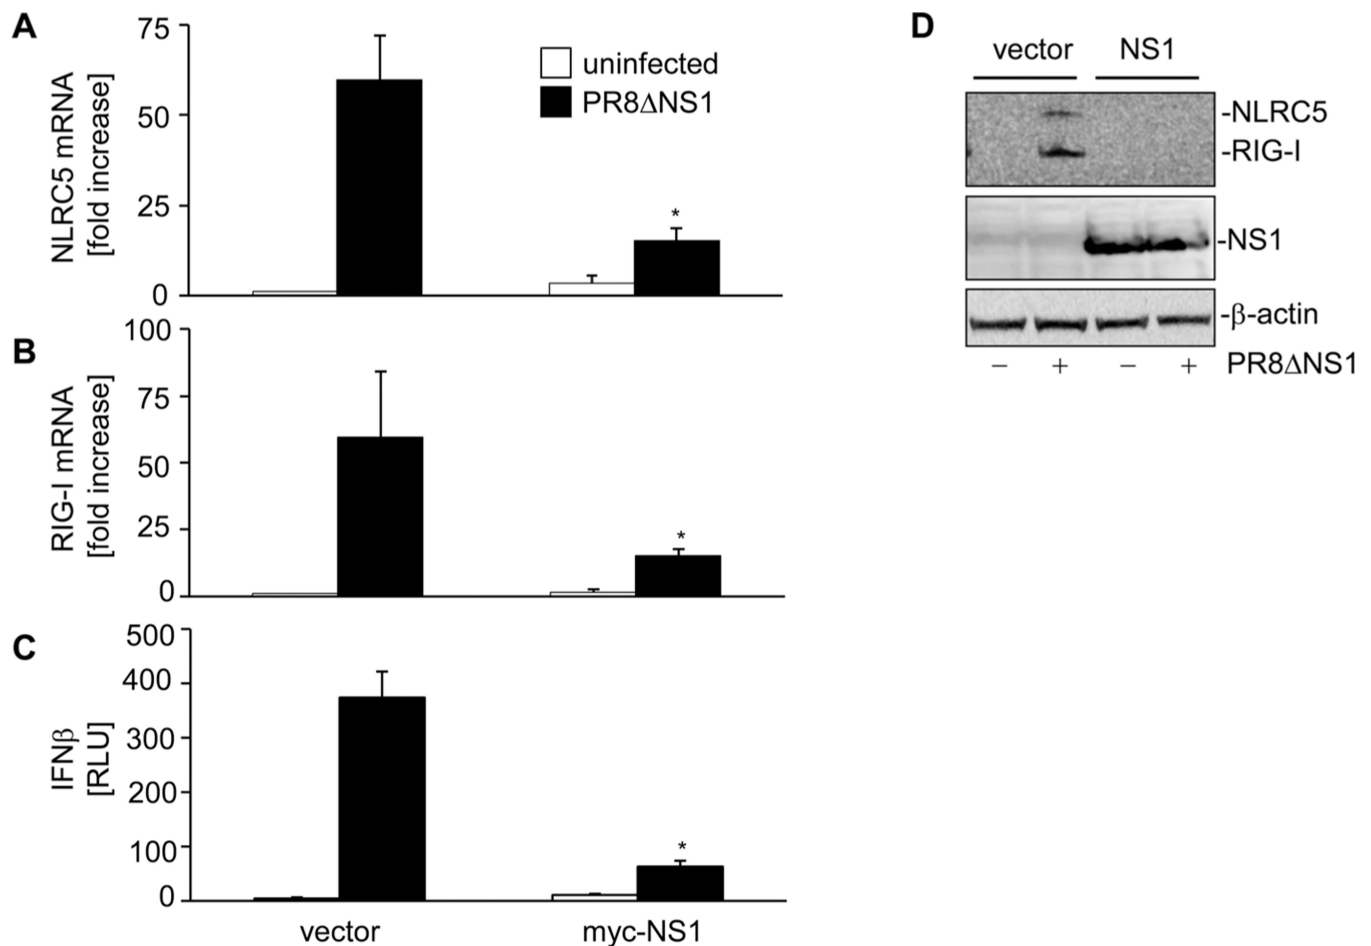 A
NLRC5 mRNA
[fold increase]
75
50
25
0
uninfected
PR8ΔNS1
*
B
RIG-I mRNA
[fold increase]
100
75
50
25
0
*
C
IFNβ
[RLU]
500
400
300
200
100
0
*
vector
myc-NS1
D
vector NS1
-NLRC5
-RIG-I
-NS1
-β-actin
− + − + PR8ΔNS1